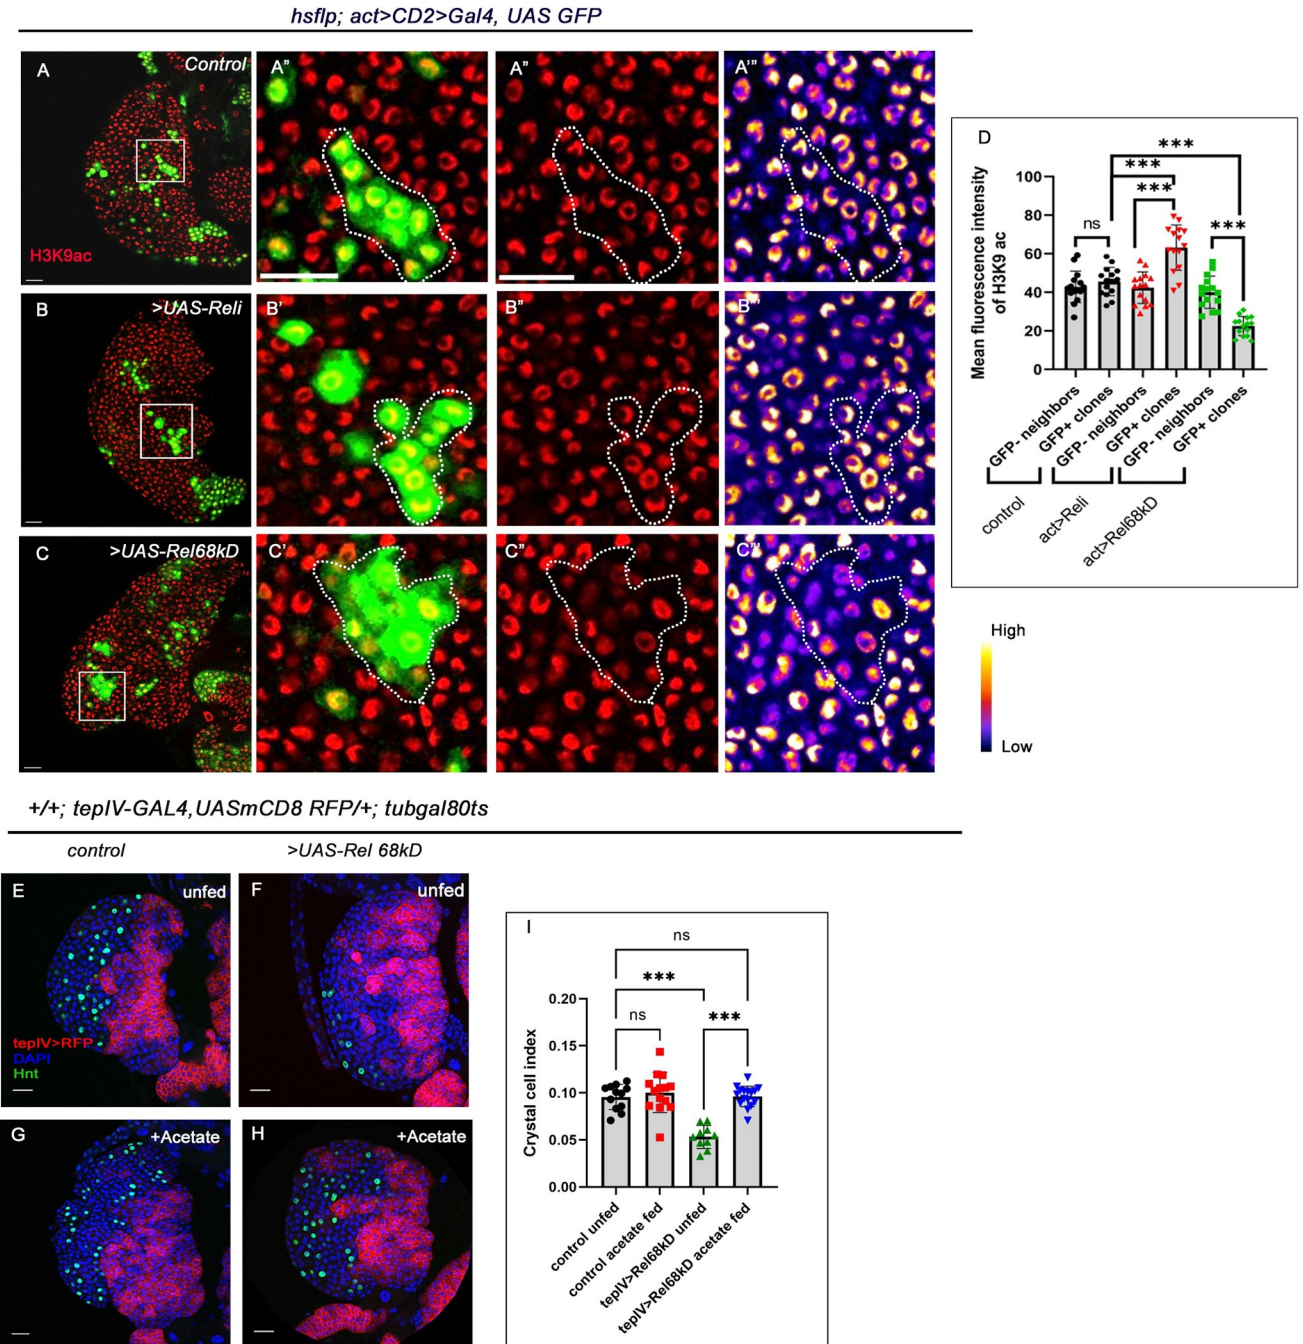 hsflp; act>CD2>Gal4, UAS GFP
A
Control
H3K9ac
A"
A"
A'"
B
>UAS-Reli
B'
B"
B"'
C
>UAS-Rel68kD
C'
C"
C"'
D
Mean fluorescence intensity
of H3K9 ac
100
80
60
40
20
0
ns
***
***
***
***
GFP- neighbors
GFP+ clones
GFP- neighbors
GFP+ clones
GFP- neighbors
GFP+ clones
control
act>Reli
act>Rel68kD
High
Low
+/+; tepIV-GAL4,UASmCD8 RFP/+; tubgal80ts
control
>UAS-Rel 68kD
E
unfed
tepIV>RFP
DAPI
Hnt
F
unfed
G
+Acetate
H
+Acetate
I
Crystal cell index
0.20
0.15
0.10
0.05
0.00
ns
***
ns
***
control unfed
control acetate fed
tepIV>Rel68kD unfed
tepIV>Rel68kD acetate fed